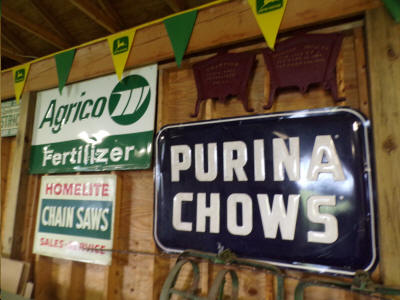 Agrico
Fertilizer
HOMELITE
CHAIN SAWS
SALES-SERVICE
PURINA
CHOWS